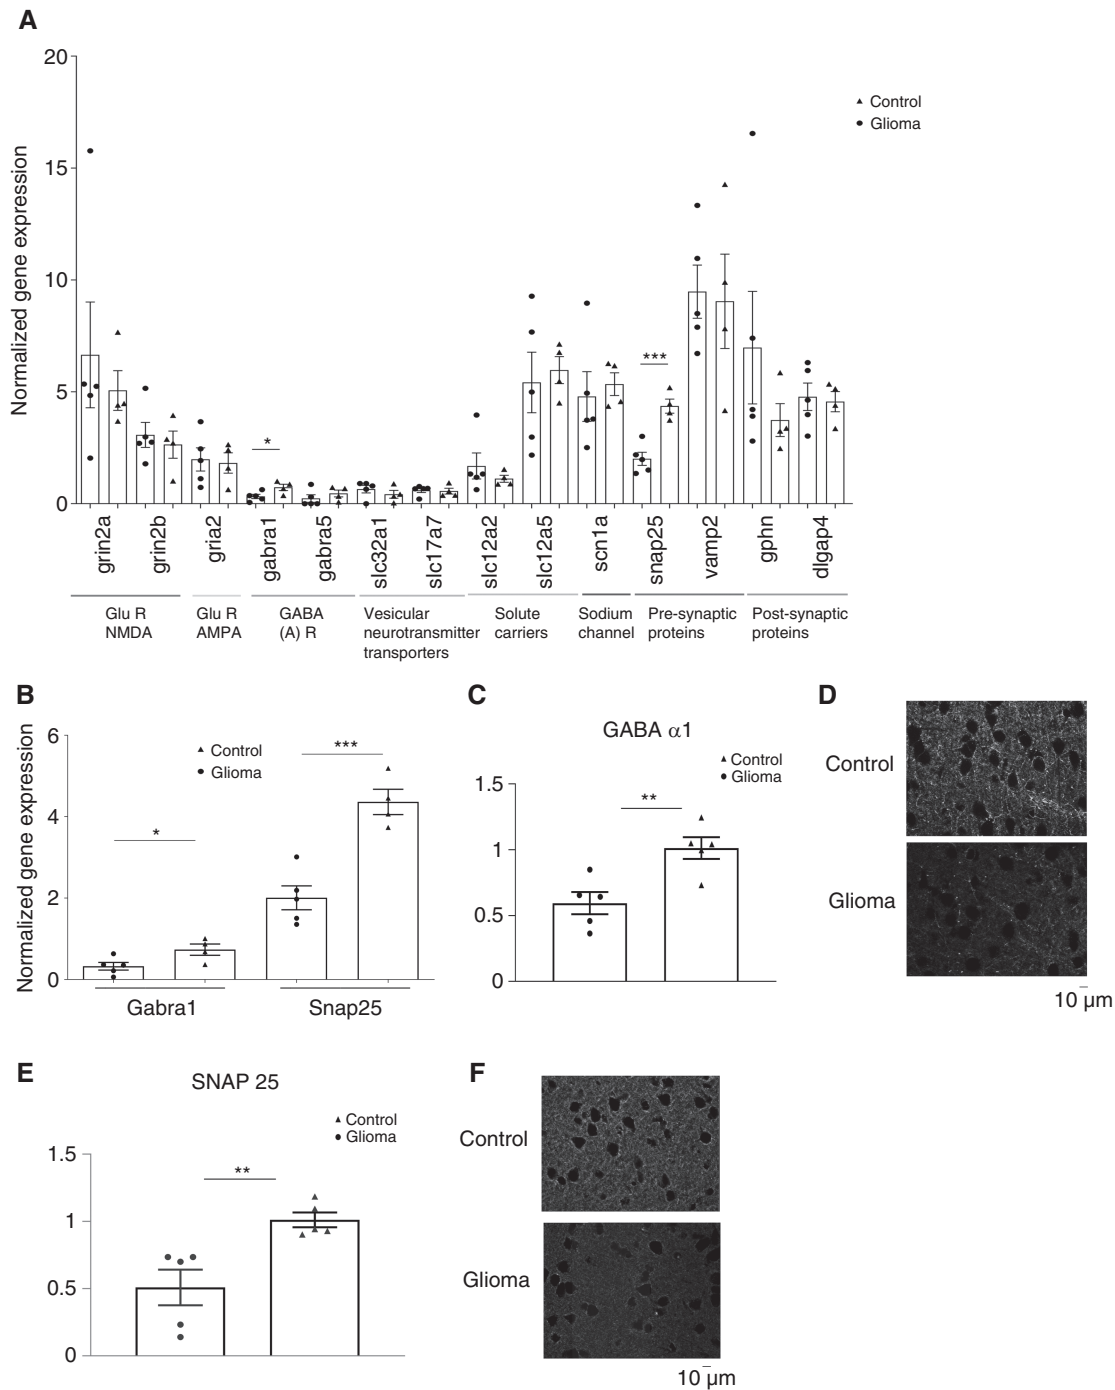 A
Normalized gene expression
20
15
10
5
0
▲ Control
● Glioma
*
***
grin2a
grin2b
gria2
gabra1
gabra5
slc32a1
slc17a7
slc12a2
slc12a5
scn1a
snap25
vamp2
gphn
dlgap4
Glu R
NMDA
Glu R
AMPA
GABA
(A) R
Vesicular
neurotransmitter
transporters
Solute
carriers
Sodium
channel
Pre-synaptic
proteins
Post-synaptic
proteins
B
Normalized gene expression
6
4
2
0
▲ Control
● Glioma
*
***
Gabra1
Snap25
C
GABA α1
▲ Control
● Glioma
1.5
1
0.5
0
**
D
Control
Glioma
10 µm
E
SNAP 25
▲ Control
● Glioma
1.5
1
0.5
0
**
F
Control
Glioma
10 µm